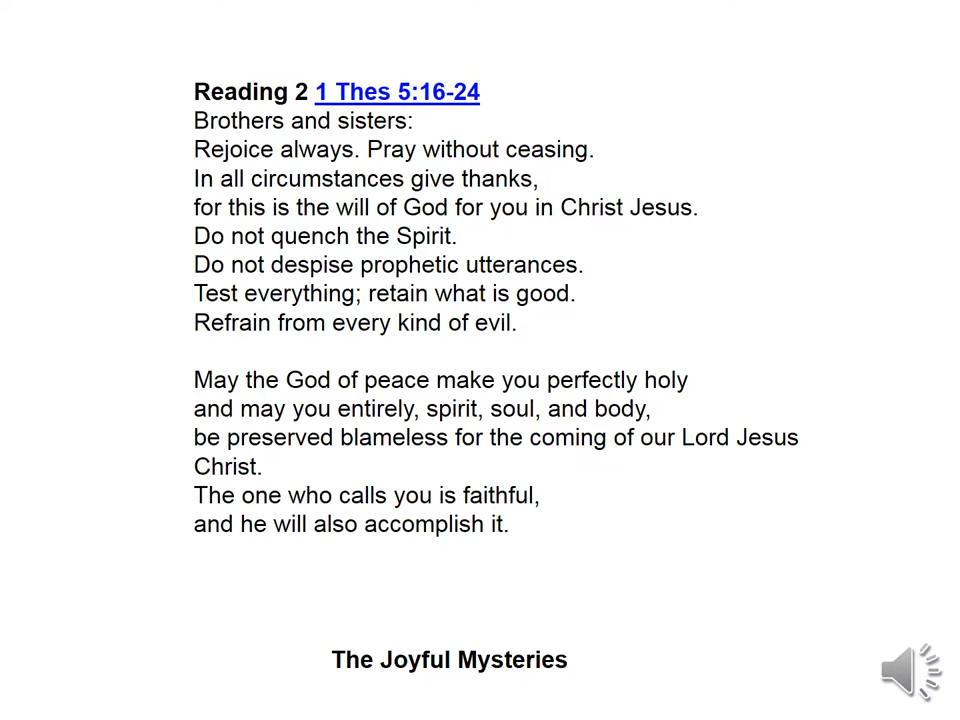 Reading 2 1 Thes 5:16-24
Brothers and sisters:
Rejoice always. Pray without ceasing.
In all circumstances give thanks,
for this is the will of God for you in Christ Jesus.
Do not quench the Spirit.
Do not despise prophetic utterances.
Test everything; retain what is good.
Refrain from every kind of evil.
May the God of peace make you perfectly holy
and may you entirely, spirit, soul, and body,
be preserved blameless for the coming of our Lord Jesus
Christ.
The one who calls you is faithful,
and he will also accomplish it.
The Joyful Mysteries